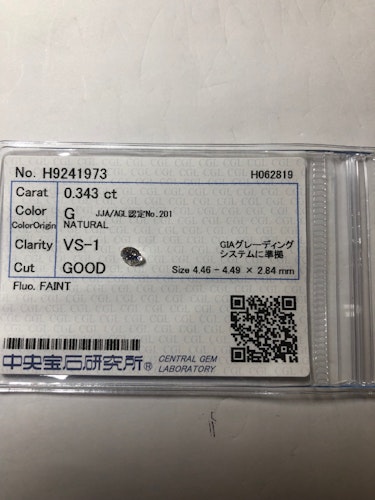 No. H9241973 H062819
Carat 0.343 ct
Color G JJA/AGL認定No.201
ColorOrigin NATURAL
Clarity VS-1 GIAグレーディング
システムに準拠
Cut GOOD Size 4.46 - 4.49 × 2.84 mm
Fluo. FAINT
中央宝石研究所® CENTRAL GEM
LABORATORY